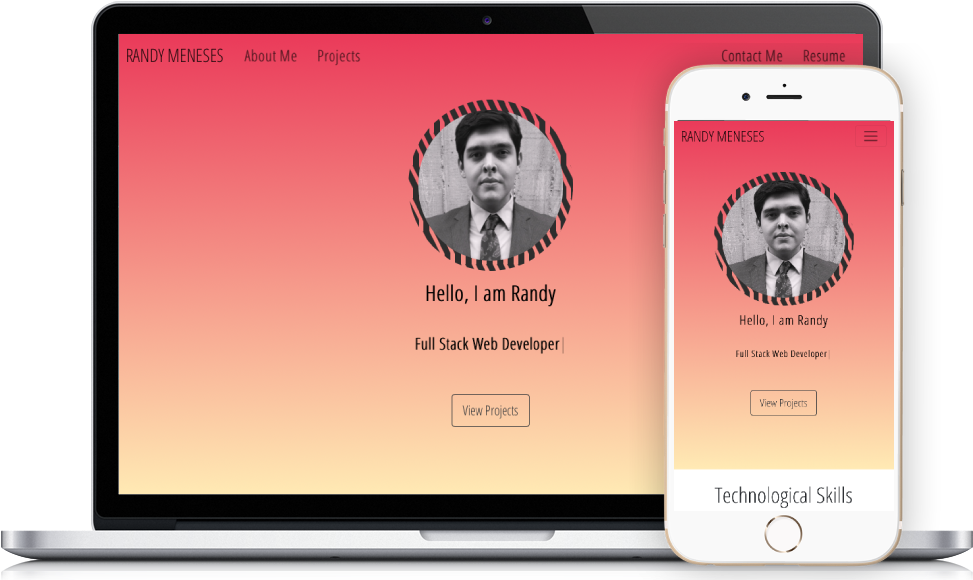 RANDY MENESES About Me Projects Contact Me Resume
Hello, I am Randy
Full Stack Web Developer
View Projects
RANDY MENESES
Hello, I am Randy
Full Stack Web Developer
View Projects
Technological Skills